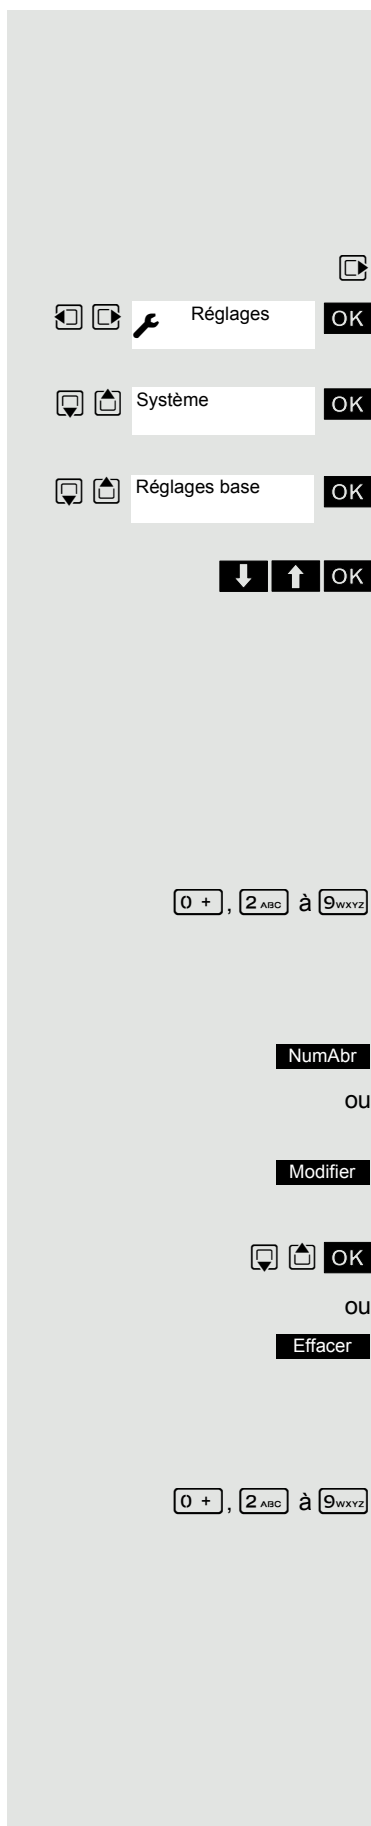 Réglages OK
Système OK
Réglages base OK
OK
0 + , 2 ABC à 9 WXYZ
NumAbr
ou
Modifier
OK
ou
Effacer
0 + , 2 ABC à 9 WXYZ